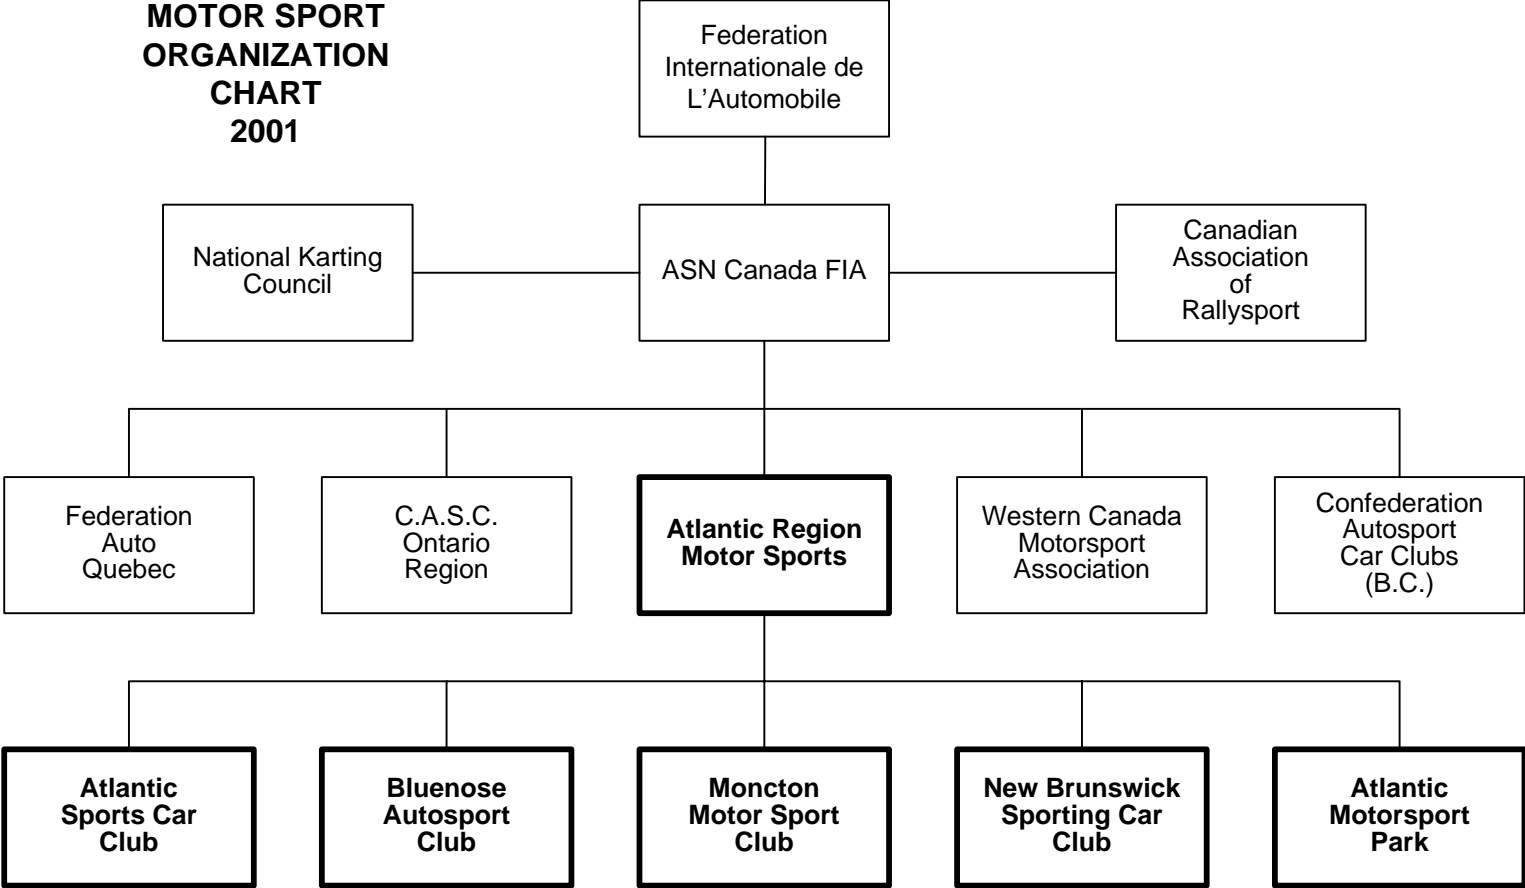 MOTOR SPORT
ORGANIZATION
CHART
2001
Federation
Internationale de
L'Automobile
National Karting
Council
ASN Canada FIA
Canadian
Association
of
Rallysport
Federation
Auto
Quebec
C.A.S.C.
Ontario
Region
Atlantic Region
Motor Sports
Western Canada
Motorsport
Association
Confederation
Autosport
Car Clubs
(B.C.)
Atlantic
Sports Car
Club
Bluenose
Autosport
Club
Moncton
Motor Sport
Club
New Brunswick
Sporting Car
Club
Atlantic
Motorsport
Park